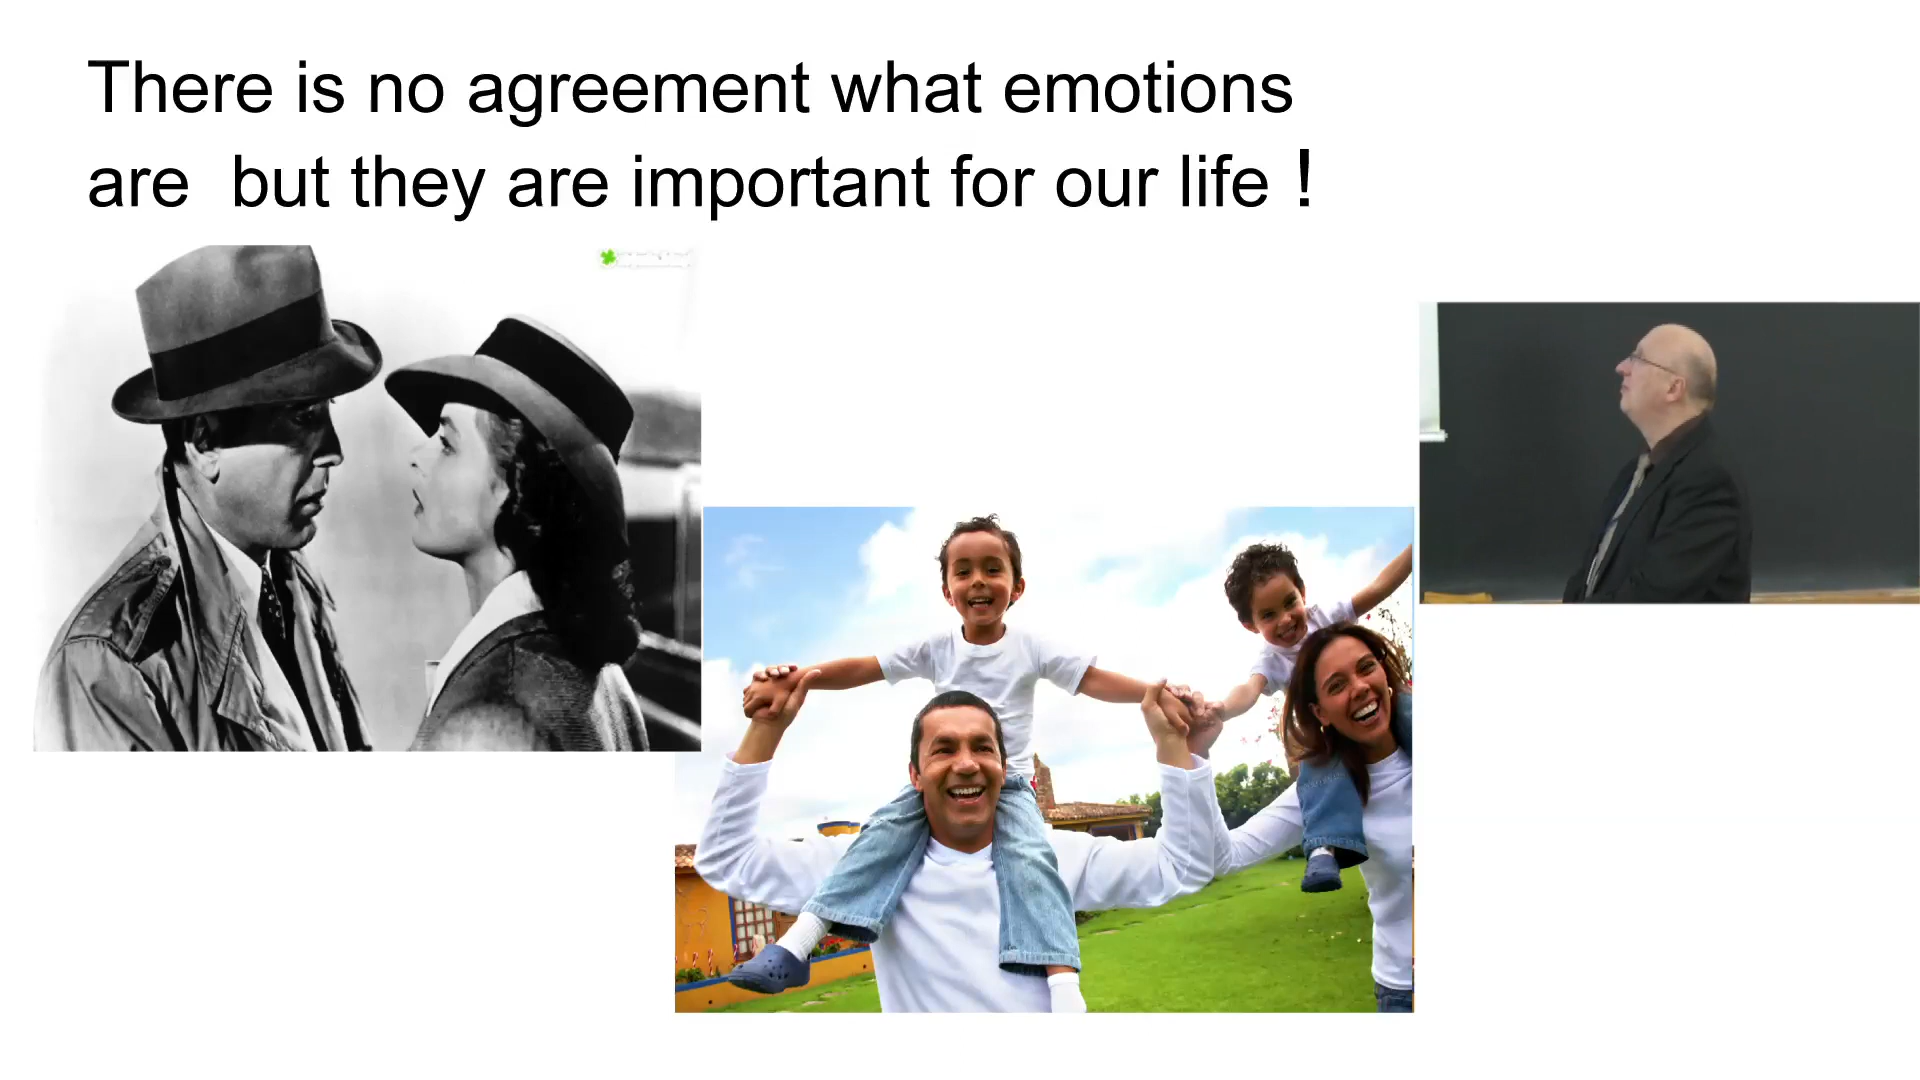 There is no agreement what emotions
are  but they are important for our life !